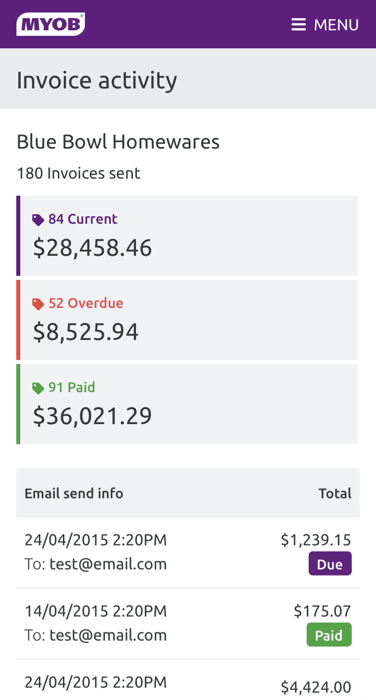 MYOB
MENU
Invoice activity
Blue Bowl Homewares
180 Invoices sent
84 Current
$28,458.46
52 Overdue
$8,525.94
91 Paid
$36,021.29
Email send info Total
24/04/2015 2:20PM $1,239.15
To: test@email.com Due
14/04/2015 2:20PM $175.07
To: test@email.com Paid
24/04/2015 2:20PM $4,424.00